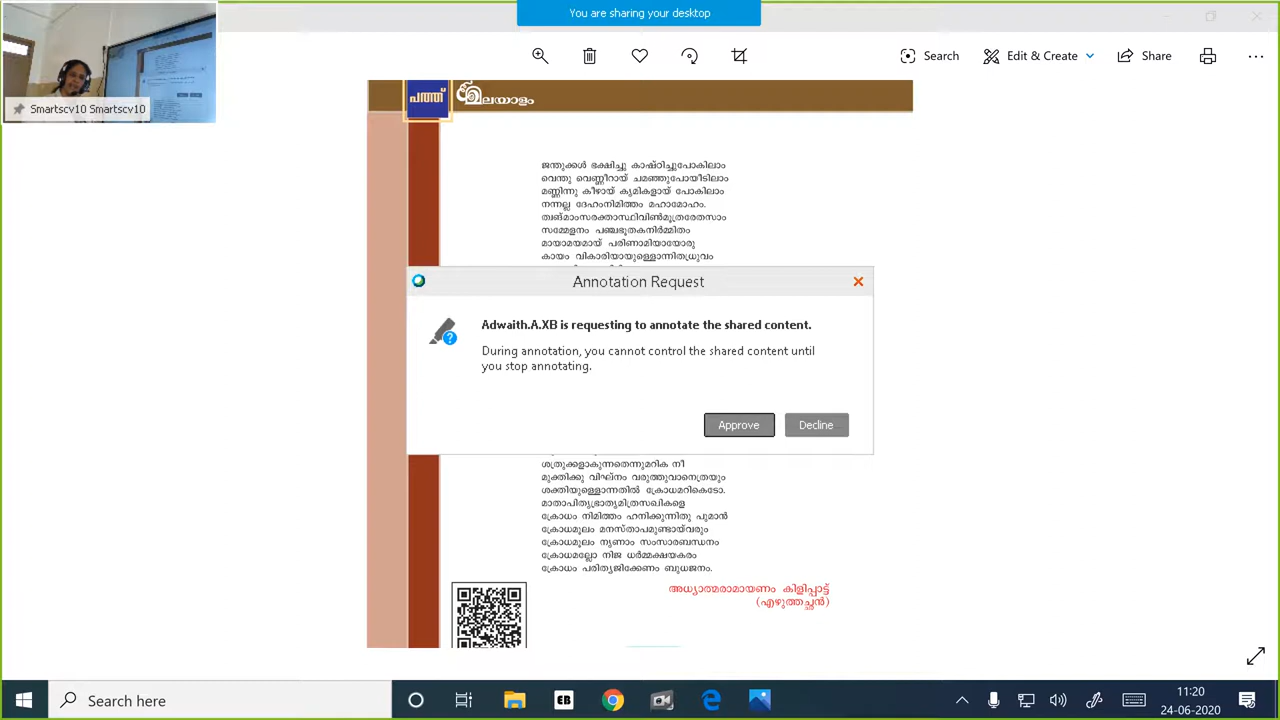 You are sharing your desktop
Smartscv10 Smartscv10
Search
Edit & Create
Share
പത്ത്
മലയാളം
ജന്തുക്കൾ ഭക്ഷിച്ചു കാഷ്ഠിച്ചുപോകിലാം
വെന്തു വെണ്ണീറായ് ചമഞ്ഞുപോയീടിലാം
മണ്ണിന്നു കീഴായ് കൃമികളായ് പോകിലാം
നന്നല്ല ദേഹംനിമിത്തം മഹാമോഹം.
ത്വങ്മാംസരക്താസ്ഥിവിൺമൂത്രരേതസാം
സമ്മേളനം പഞ്ചഭൂതകനിർമ്മിതം
മായാമയമായ് പരിണാമിയായോരു
കായം വികാരിയായുള്ളൊന്നിതധ്രുവം
Annotation Request
Adwaith.A.XB is requesting to annotate the shared content.
During annotation, you cannot control the shared content until
you stop annotating.
Approve
Decline
ശത്രുക്കളാകുന്നതെന്നുമറിക നീ
മുക്തിക്കു വിഘ്നം വരുത്തുവാനെത്രയും
ശക്തിയുള്ളൊന്നതിൽ ക്രോധമറികെടോ.
മാതാപിതൃഭ്രാതൃമിത്രസഖികളെ
ക്രോധം നിമിത്തം ഹനിക്കുന്നിതു പുമാൻ
ക്രോധമൂലം മനസ്താപമുണ്ടായ്‌വരും
ക്രോധമൂലം നൃണാം സംസാരബന്ധനം
ക്രോധമല്ലോ നിജ ധർമ്മക്ഷയകരം
ക്രോധം പരിത്യജിക്കേണം ബുധജനം.
അധ്യാത്മരാമായണം കിളിപ്പാട്ട്
(എഴുത്തച്ഛൻ)
Search here
EB
11:20
24-06-2020